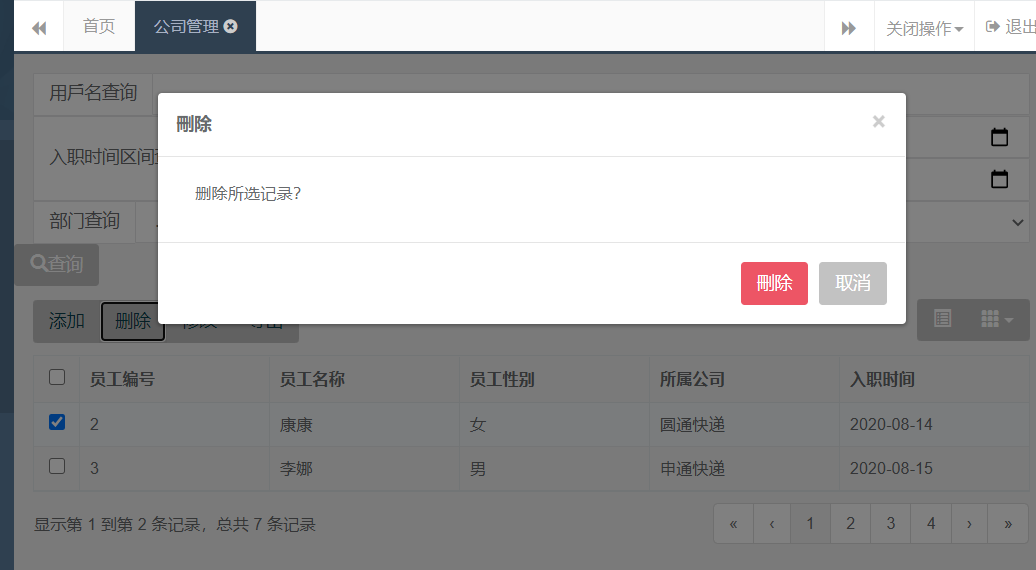 首页 公司管理 关闭操作 退出
用戶名查询
刪除 ×
入职时间区间
删除所选记录？
部门查询
查询
刪除 取消
添加 删除
员工编号 员工名称 员工性别 所属公司 入职时间
2 康康 女 圆通快递 2020-08-14
3 李娜 男 申通快递 2020-08-15
显示第 1 到第 2 条记录，总共 7 条记录
« ‹ 1 2 3 4 › »